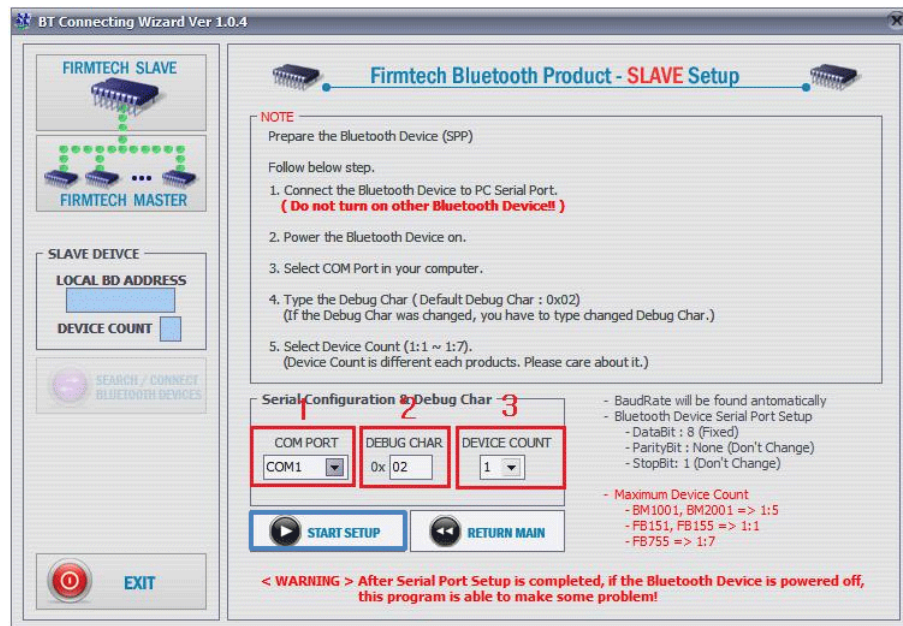 BT Connecting Wizard Ver 1.0.4
FIRMTECH SLAVE
FIRMTECH MASTER
SLAVE DEIVCE
LOCAL BD ADDRESS
DEVICE COUNT
SEARCH / CONNECT
BLUETOOTH DEVICES
EXIT
Firmtech Bluetooth Product - SLAVE Setup
NOTE
Prepare the Bluetooth Device (SPP)
Follow below step.
1. Connect the Bluetooth Device to PC Serial Port.
( Do not turn on other Bluetooth Device!! )
2. Power the Bluetooth Device on.
3. Select COM Port in your computer.
4. Type the Debug Char ( Default Debug Char : 0x02)
(If the Debug Char was changed, you have to type changed Debug Char.)
5. Select Device Count (1:1 ~ 1:7).
(Device Count is different each products. Please care about it.)
Serial Configuration & Debug Char
1 2 3
COM PORT DEBUG CHAR DEVICE COUNT
COM1 0x 02 1
START SETUP RETURN MAIN
- BaudRate will be found antomatically
- Bluetooth Device Serial Port Setup
- DataBit : 8 (Fixed)
- ParityBit : None (Don't Change)
- StopBit: 1 (Don't Change)
- Maximum Device Count
- BM1001, BM2001 => 1:5
- FB151, FB155 => 1:1
- FB755 => 1:7
< WARNING > After Serial Port Setup is completed, if the Bluetooth Device is powered off,
this program is able to make some problem!